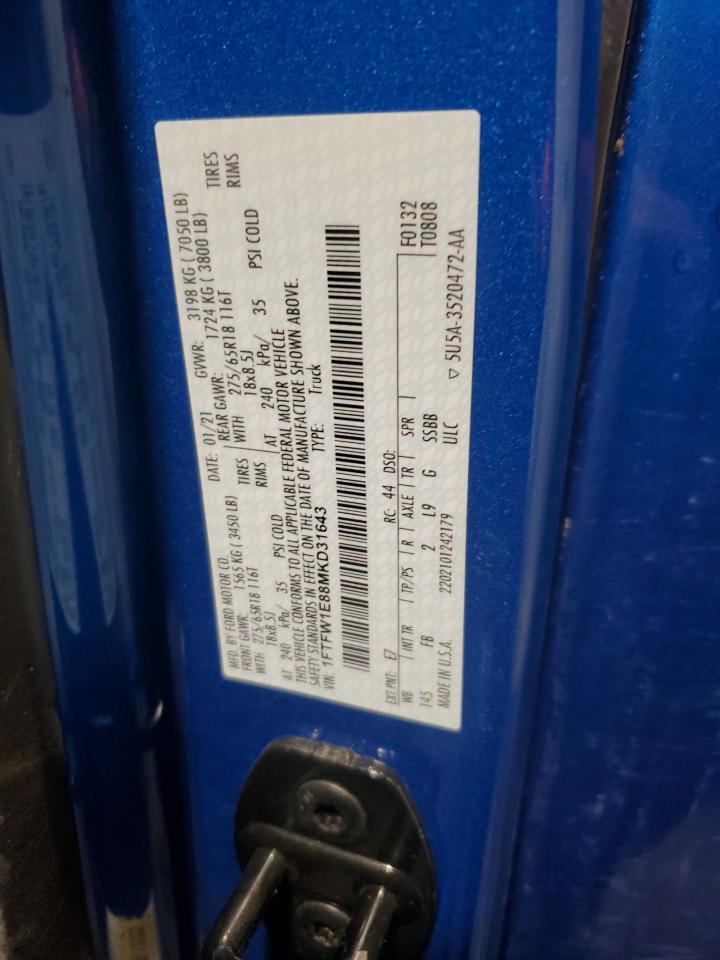 MFD. BY FORD MOTOR CO.
DATE: 01/21 GVWR: 3198 KG ( 7050 LB)
FRONT GAWR: 1565 KG ( 3450 LB) REAR GAWR: 1724 KG ( 3800 LB)
WITH 275/65R18 116T TIRES WITH 275/65R18 116T TIRES
18x8.5J RIMS 18x8.5J RIMS
AT 240 kPa/ 35 PSI COLD AT 240 kPa/ 35 PSI COLD
THIS VEHICLE CONFORMS TO ALL APPLICABLE FEDERAL MOTOR VEHICLE
SAFETY STANDARDS IN EFFECT ON THE DATE OF MANUFACTURE SHOWN ABOVE.
VIN: 1FTFW1E88MKD31643 TYPE: Truck
EXT PNT: E7 RC: 44 DSO: F0132
WB INT TR TP/PS R AXLE TR SPR T0808
145 FB 2 L9 G SSBB
MADE IN U.S.A. 2202101242179 ULC ▽ 5U5A-3520472-AA